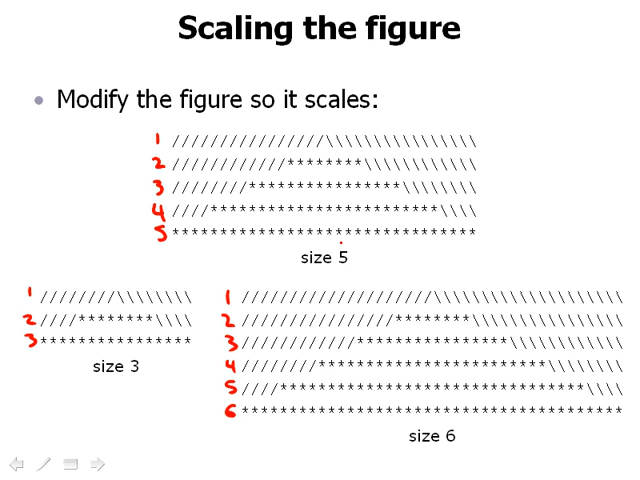 Scaling the figure
• Modify the figure so it scales:
1 ////////////////\\\\\\\\\\\\\\\\
2 ////////////********\\\\\\\\\\\\
3 ////////****************\\\\\\\\
4 ////************************\\\\
5 ********************************
size 5
1 ////////\\\\\\\\
2 ////********\\\\
3 ****************
size 3
1 ////////////////////\\\\\\\\\\\\\\\\\\\\
2 ////////////////********\\\\\\\\\\\\\\\\
3 ////////////****************\\\\\\\\\\\\
4 ////////************************\\\\\\\\
5 ////********************************\\\\
6 ****************************************
size 6